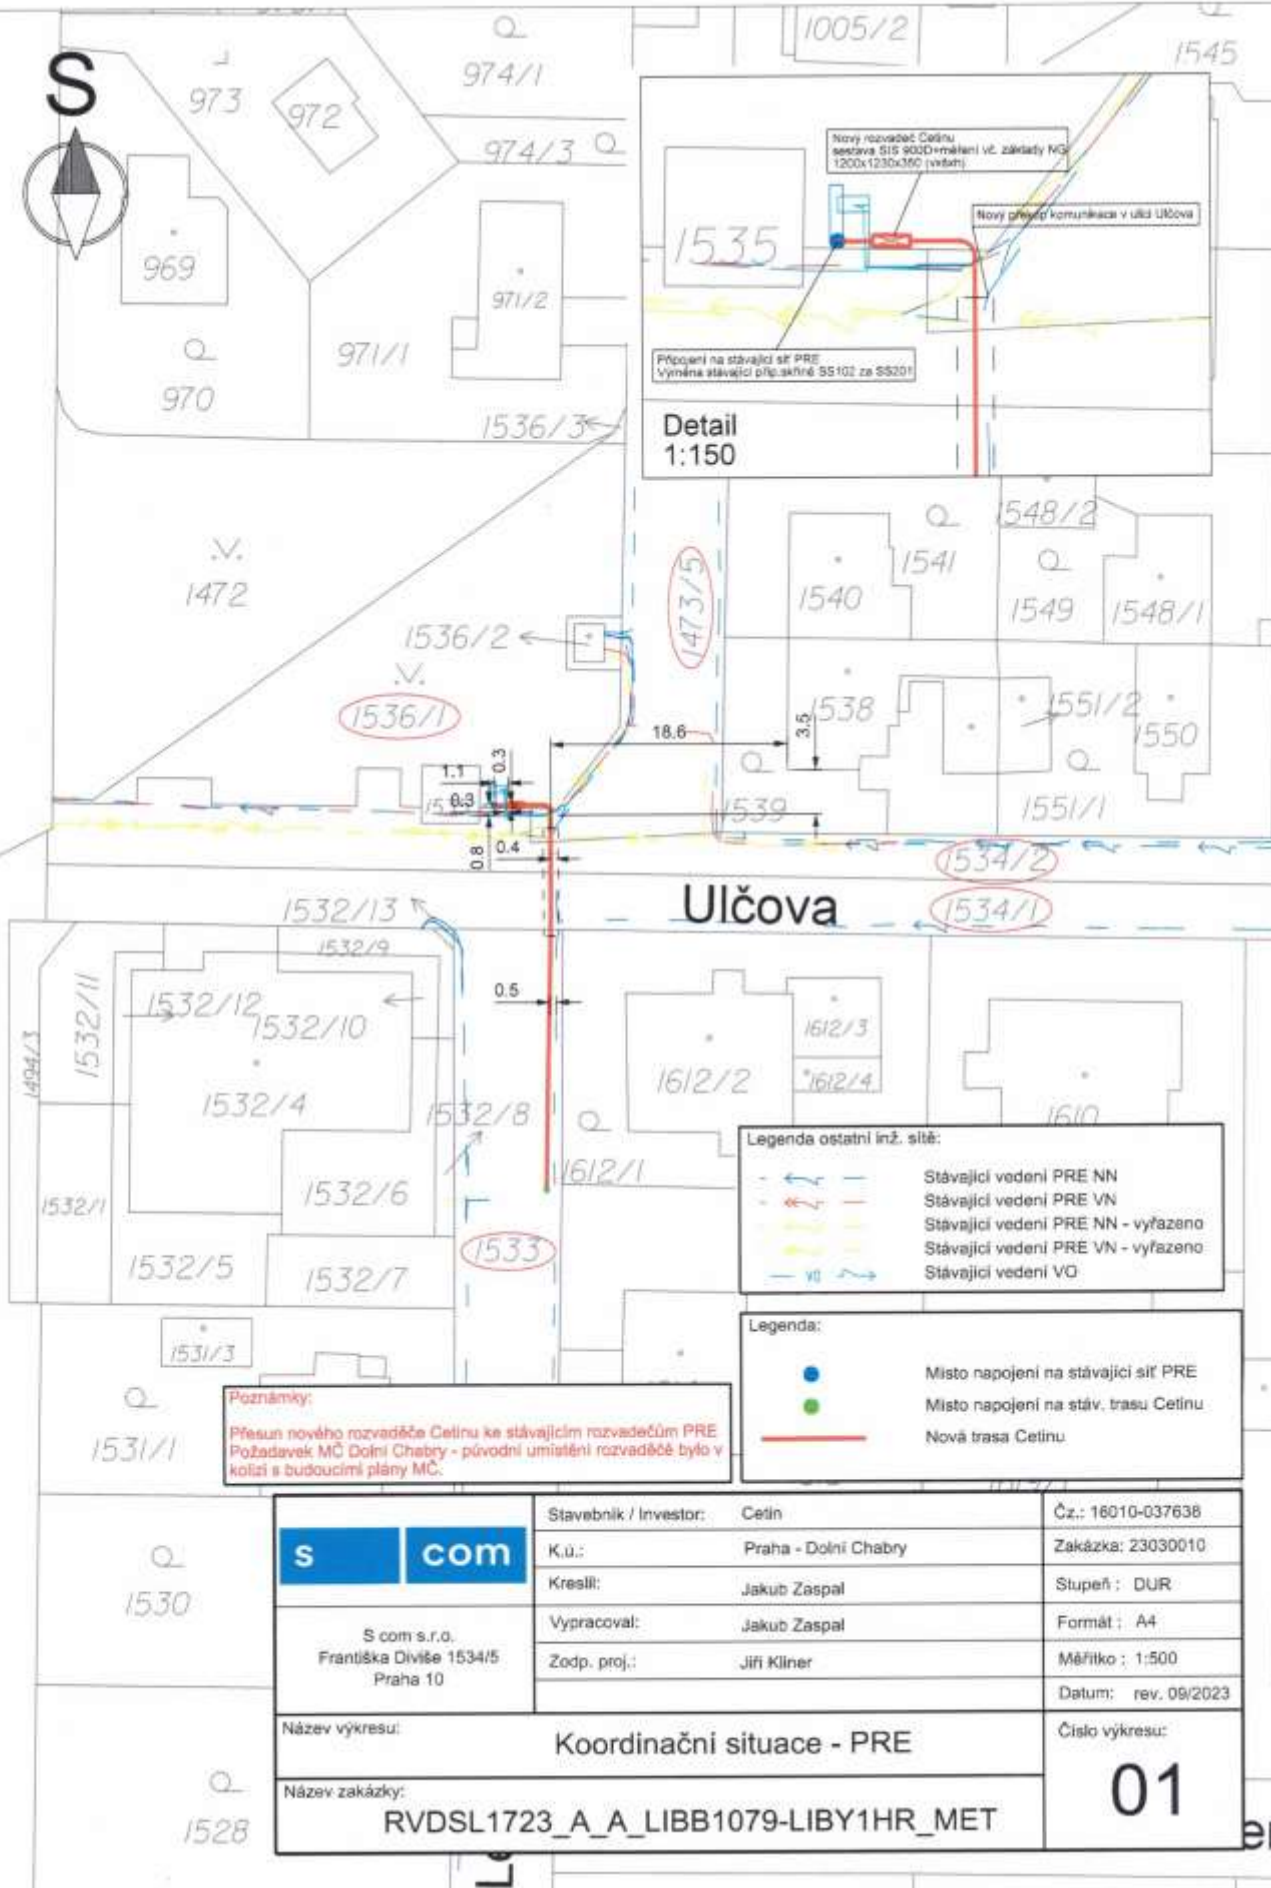 S
974/1
1005/2
1545
973
972
974/3
969
971/2
971/1
970
1536/3
Nový rozvaděč Cetinu
sestava SIS 900D+měření vč. základy NG
1200x1230x350 (vxšxh)
Nový překop komunikace v ulici Ulčova
1535
Připojení na stávající síť PRE
Výměna stávající příp.skříně SS102 za SS201
Detail
1:150
1472
1473/5
1548/2
1541
1540
1549
1548/1
1536/2
1536/1
1538
1551/2
1550
18.6
3.5
1.1
0.3
0.3
1539
1551/1
0.8
0.4
1534/2
Ulčova
1534/1
1532/13
1532/9
1532/11
1532/12
1532/10
0.5
1494/3
1612/3
1612/2
1612/4
1532/4
1532/8
1610
1612/1
1532/6
1532/1
1533
1532/5
1532/7
Legenda ostatní inž. sítě:
Stávající vedení PRE NN
Stávající vedení PRE VN
Stávající vedení PRE NN - vyřazeno
Stávající vedení PRE VN - vyřazeno
VO Stávající vedení VO
1531/3
1531/1
Legenda:
Místo napojení na stávající síť PRE
Místo napojení na stáv. trasu Cetinu
Nová trasa Cetinu
Poznámky:
Přesun nového rozvaděče Cetinu ke stávajícím rozvadečům PRE
Požadavek MČ Dolní Chabry - původní umístění rozvaděčě bylo v
kolizi s budoucími plány MČ.
1530
1528
s com
S com s.r.o.
Františka Diviše 1534/5
Praha 10
Stavebník / Investor: Cetin
K.ú.: Praha - Dolní Chabry
Kreslil: Jakub Zaspal
Vypracoval: Jakub Zaspal
Zodp. proj.: Jiří Kliner
Čz.: 16010-037638
Zakázka: 23030010
Stupeň : DUR
Formát : A4
Měřítko : 1:500
Datum: rev. 09/2023
Název výkresu:
Koordinační situace - PRE
Číslo výkresu:
01
Název zakázky:
RVDSL1723_A_A_LIBB1079-LIBY1HR_MET